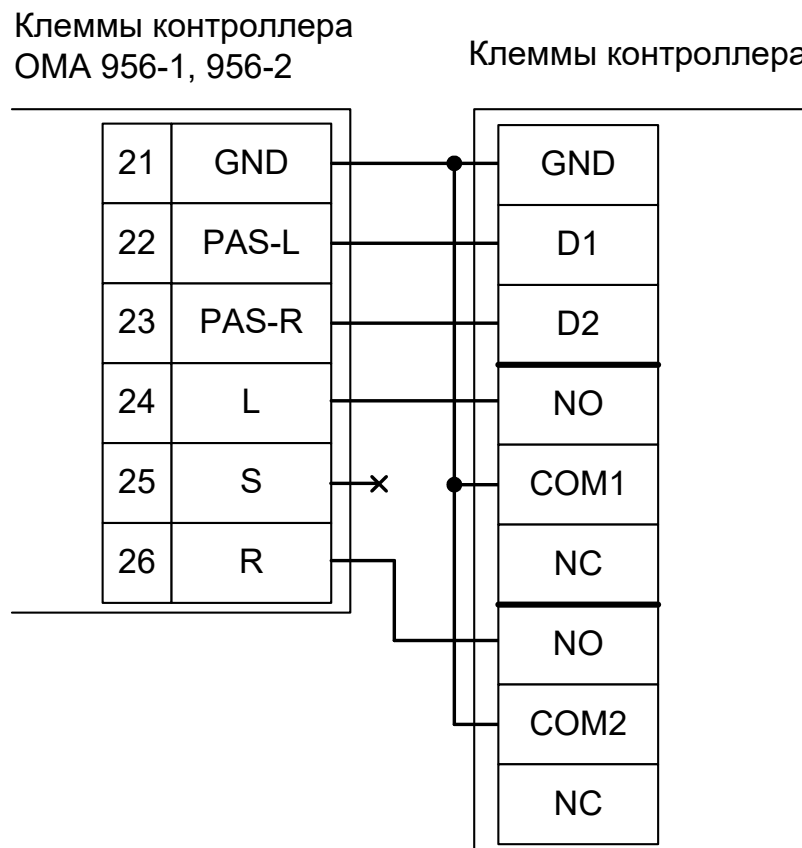 Клеммы контроллера
ОМА 956-1, 956-2
Клеммы контроллера
21 GND
22 PAS-L
23 PAS-R
24 L
25 S
26 R
GND
D1
D2
NO
COM1
NC
NO
COM2
NC